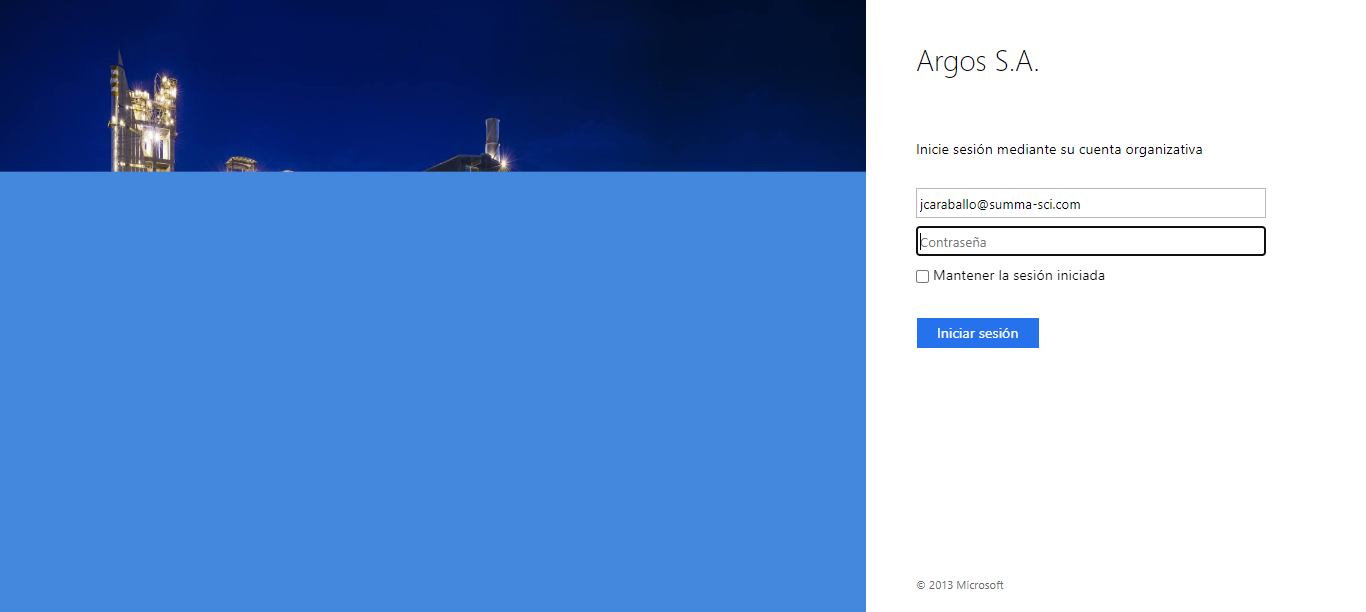 Argos S.A.
Inicie sesión mediante su cuenta organizativa
jcaraballo@summa-sci.com
Contraseña
Mantener la sesión iniciada
Iniciar sesión
© 2013 Microsoft